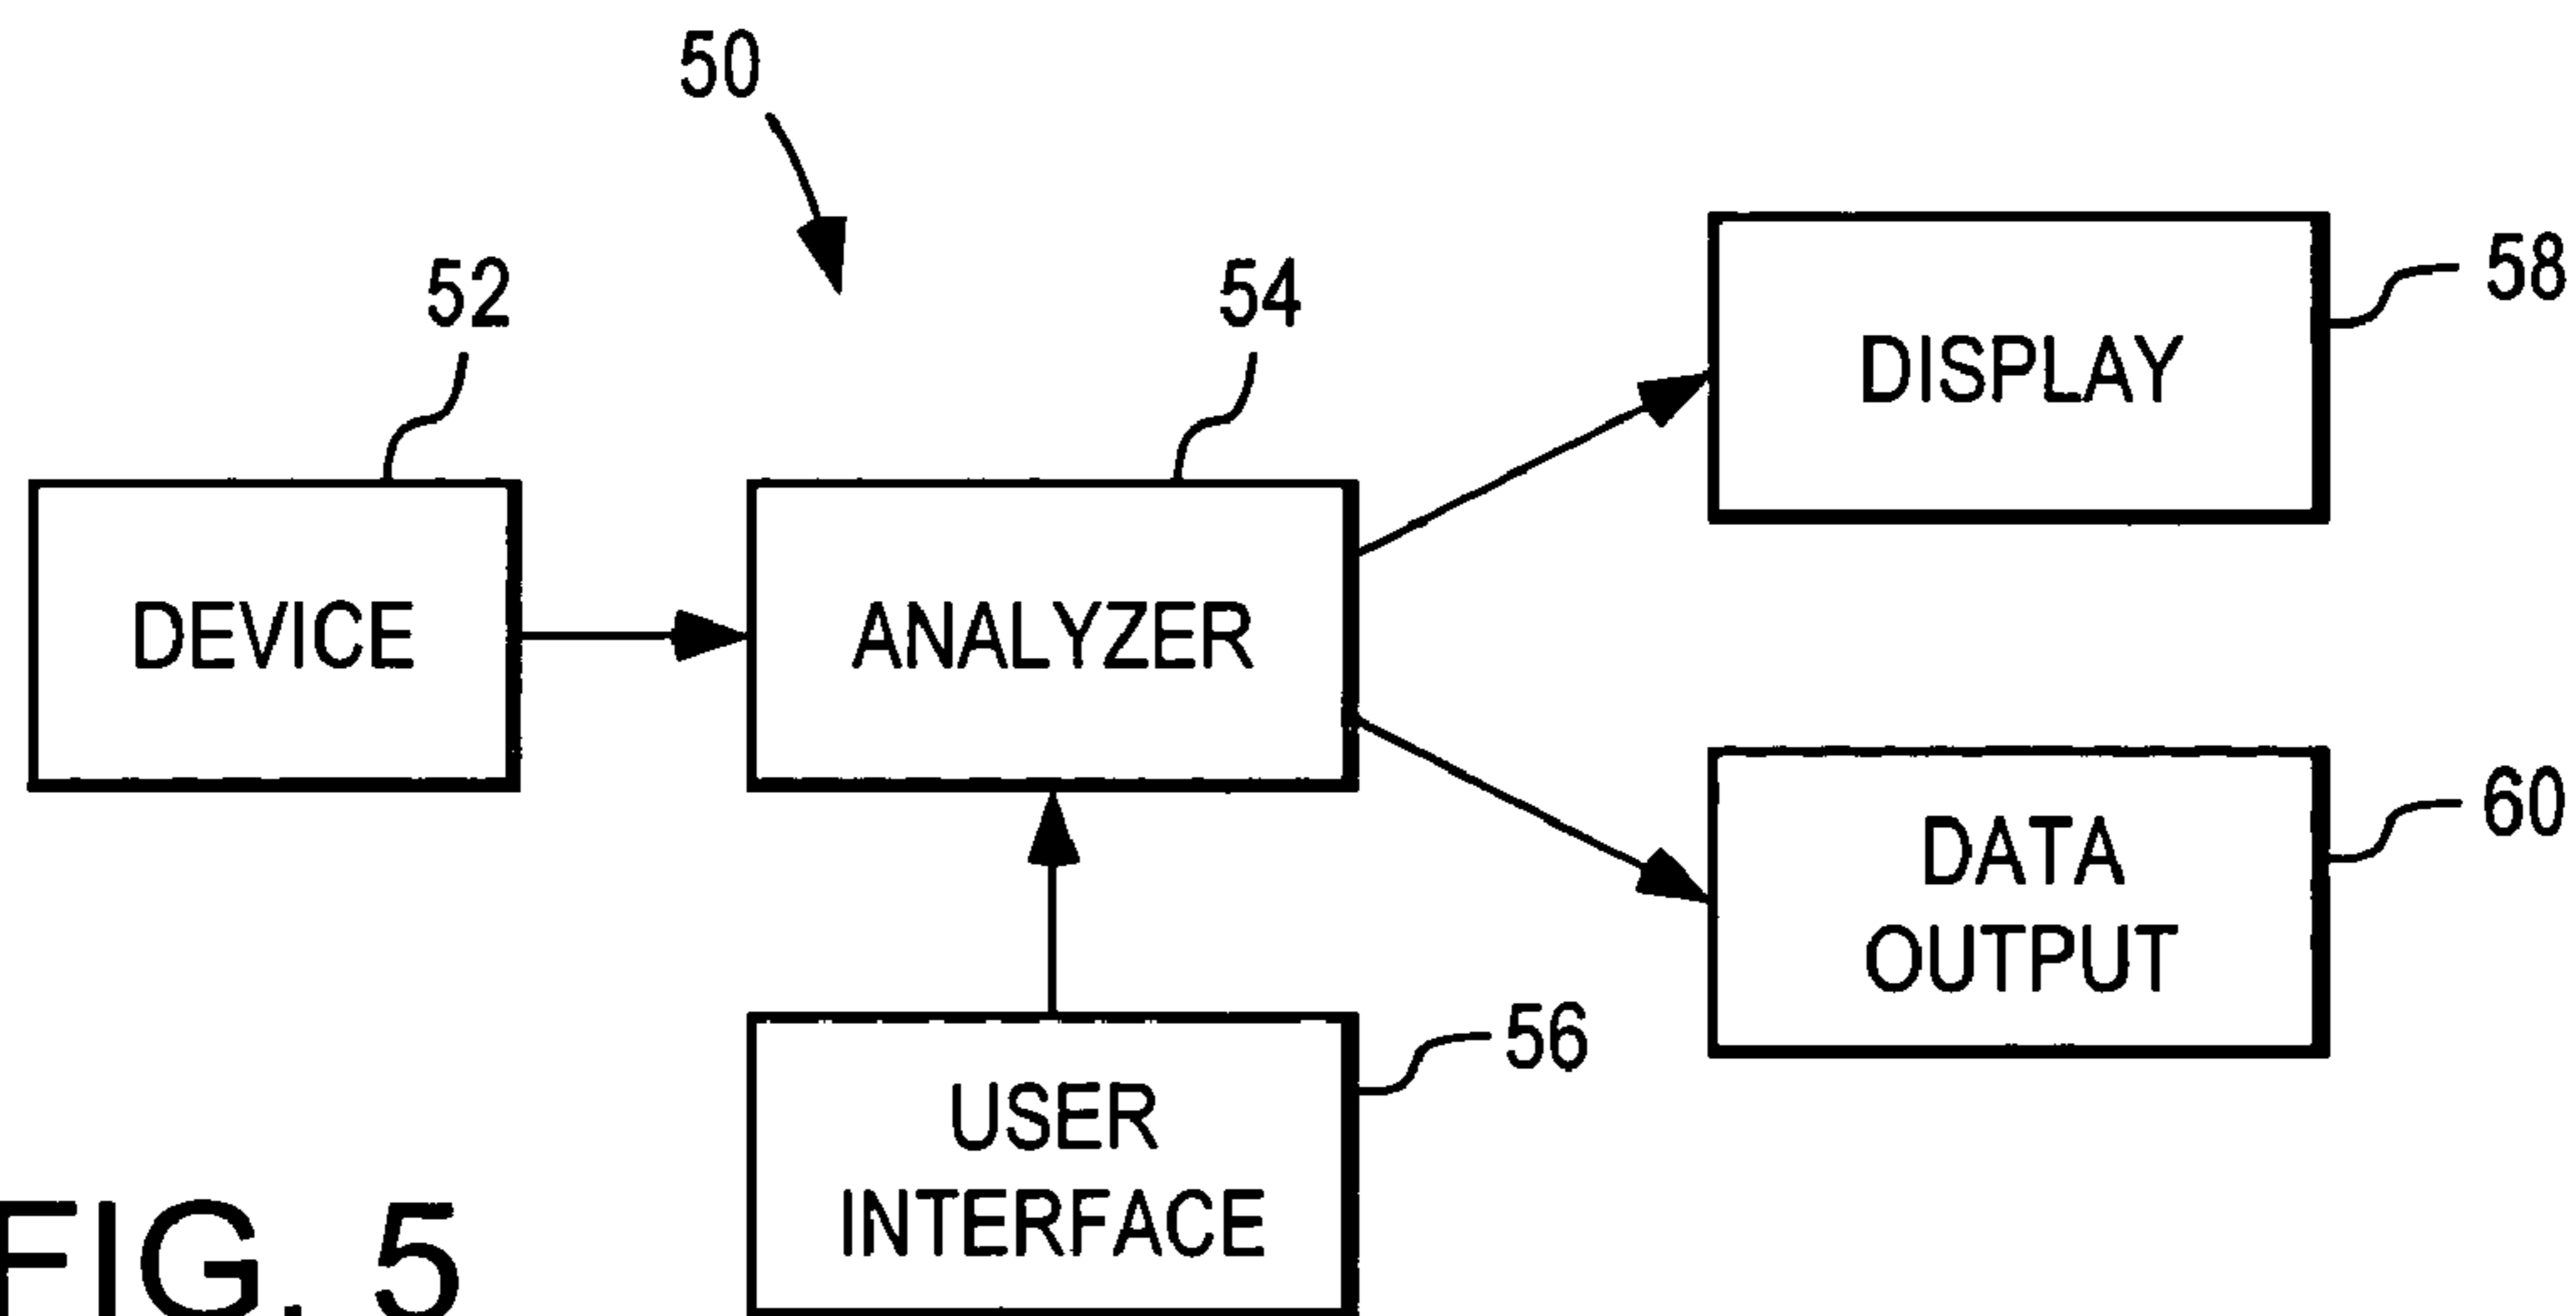 50
52
54
58
DISPLAY
DEVICE
ANALYZER
60
DATA
OUTPUT
56
USER
INTERFACE
FIG. 5